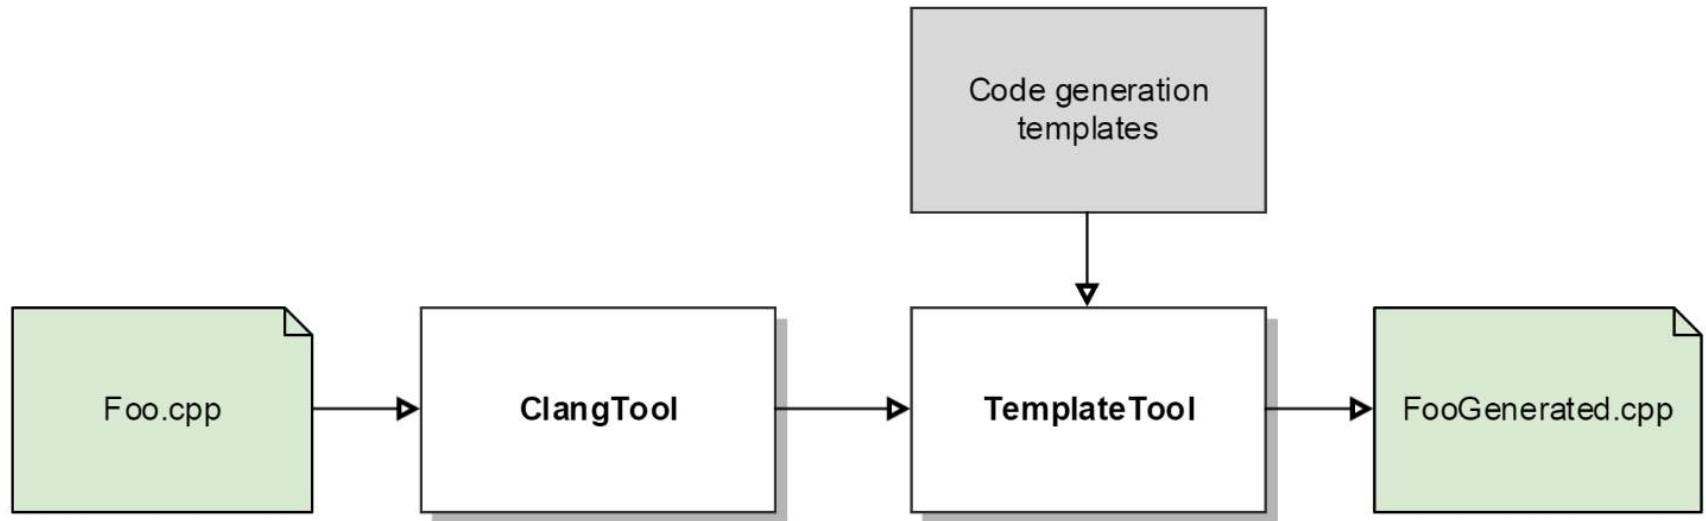 Code generation
templates
Foo.cpp
ClangTool
TemplateTool
FooGenerated.cpp